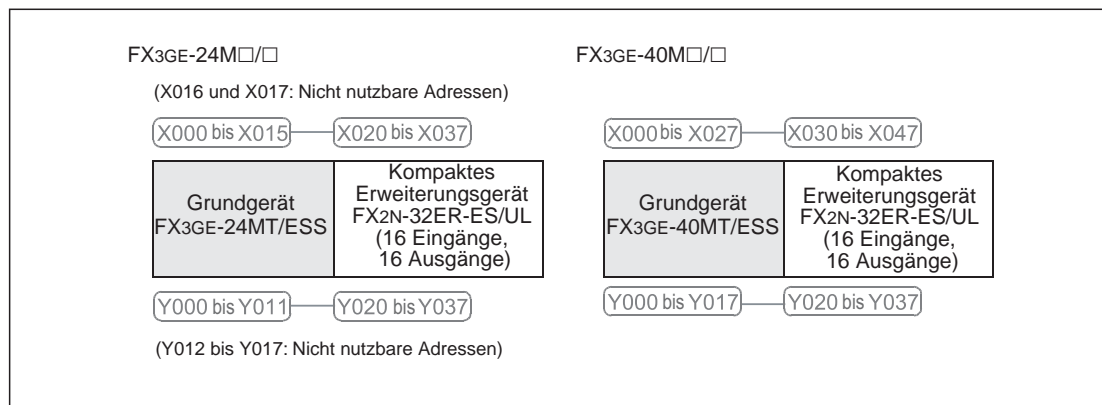 FX3GE-24M□/□
(X016 und X017: Nicht nutzbare Adressen)
X000 bis X015
X020 bis X037
Grundgerät
FX3GE-24MT/ESS
Kompaktes
Erweiterungsgerät
FX2N-32ER-ES/UL
(16 Eingänge,
16 Ausgänge)
Y000 bis Y011
Y020 bis Y037
(Y012 bis Y017: Nicht nutzbare Adressen)
FX3GE-40M□/□
X000 bis X027
X030 bis X047
Grundgerät
FX3GE-40MT/ESS
Kompaktes
Erweiterungsgerät
FX2N-32ER-ES/UL
(16 Eingänge,
16 Ausgänge)
Y000 bis Y017
Y020 bis Y037